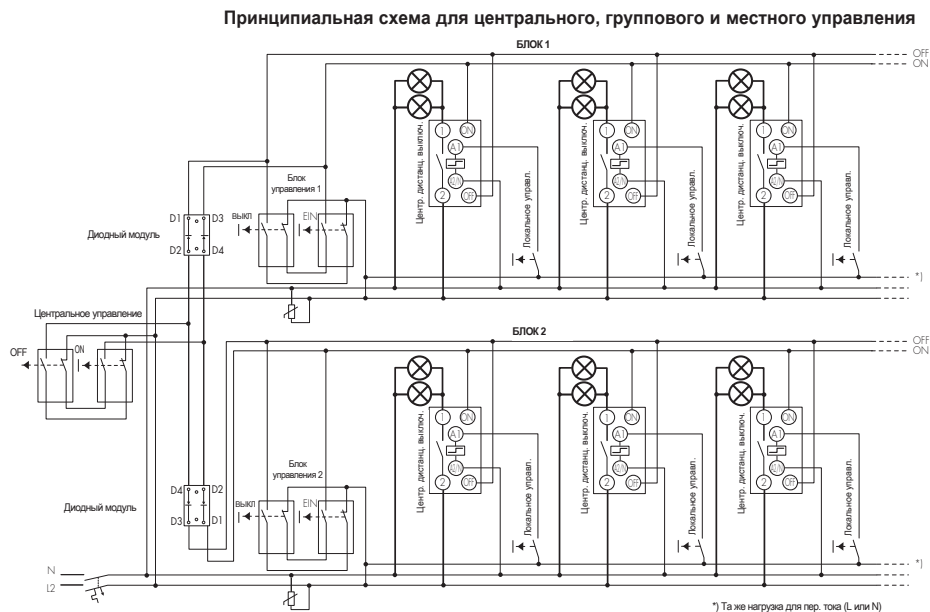 Принципиальная схема для центрального, группового и местного управления
БЛОК 1
OFF
ON
Центр. дистанц. выключ.
1
ON
A1
A2/N
2
OFF
Локальное управл.
Центр. дистанц. выключ.
1
ON
A1
A2/N
2
OFF
Локальное управл.
Центр. дистанц. выключ.
1
ON
A1
A2/N
2
OFF
Локальное управл.
Блок
управления 1
выкл
EIN
D1
D3
Диодный модуль
D2
D4
*)
Центральное управление
OFF
ON
БЛОК 2
OFF
ON
Центр. дистанц. выключ.
1
ON
A1
A2/N
2
OFF
Локальное управл.
Центр. дистанц. выключ.
1
ON
A1
A2/N
2
OFF
Локальное управл.
Центр. дистанц. выключ.
1
ON
A1
A2/N
2
OFF
Локальное управл.
Блок
управления 2
выкл
EIN
D4
D2
Диодный модуль
D3
D1
*)
N
L2
*) Та же нагрузка для пер. тока (L или N)